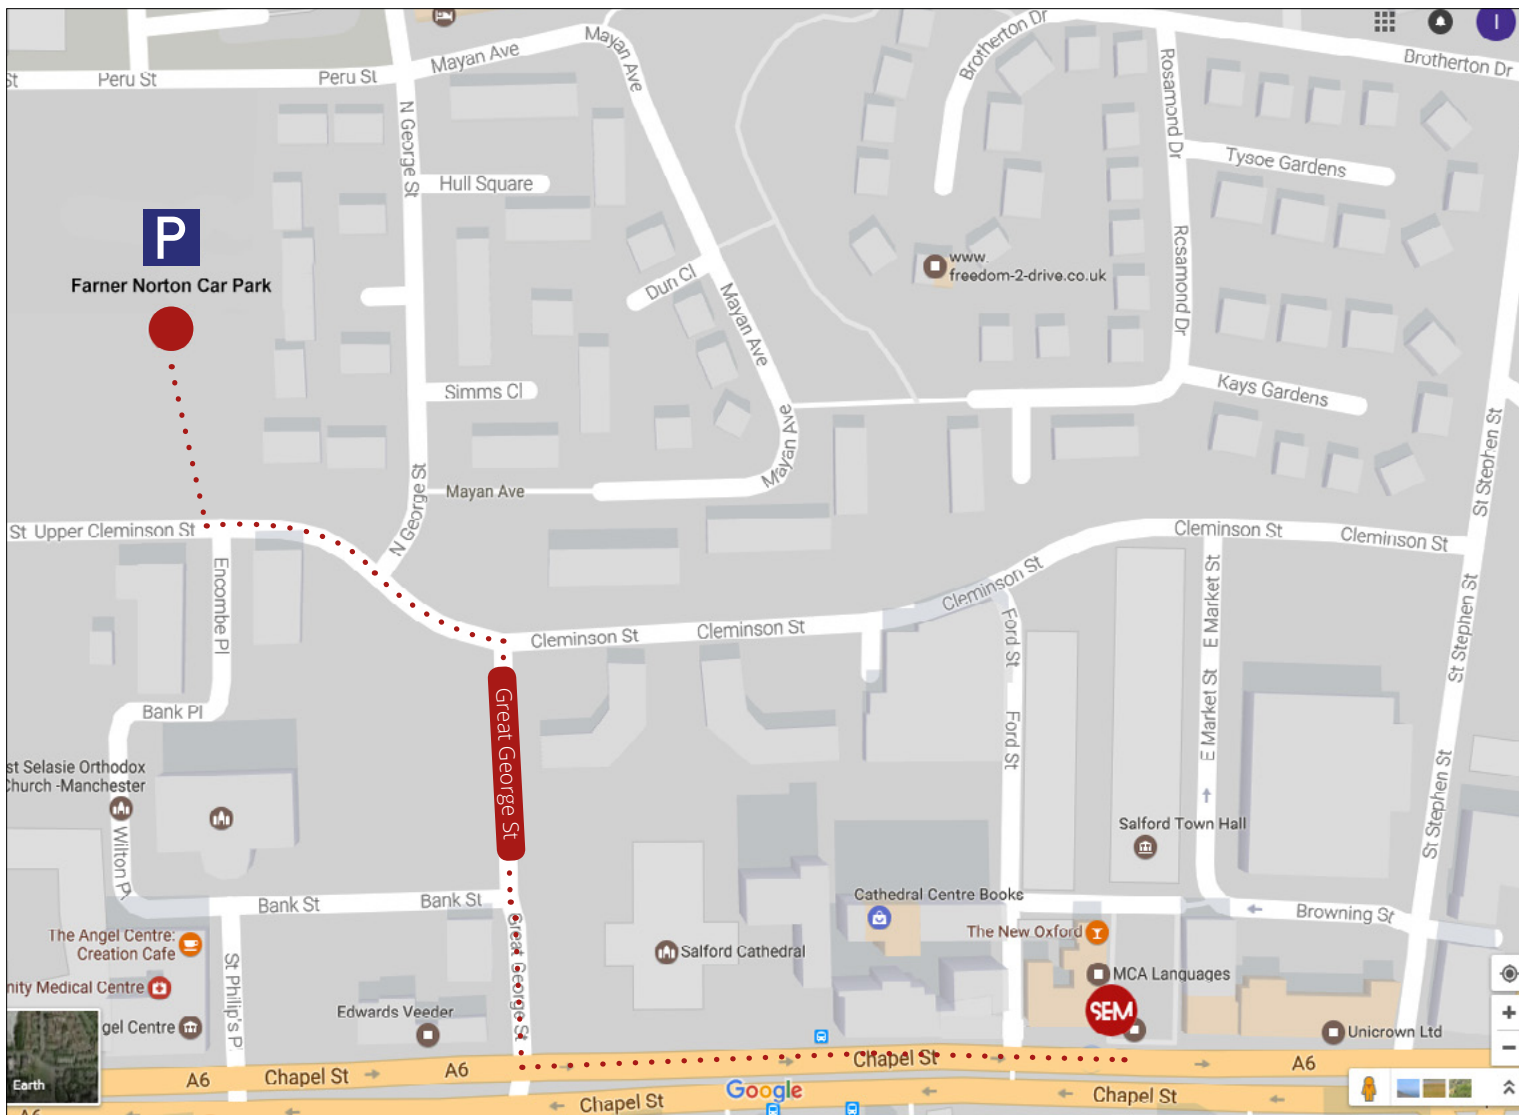 Brotherton Dr
I
Mayan Ave
Mayan Ave
Brotherton Dr
Peru St
Peru St
St
Rosamond Dr
N George St
Tysoe Gardens
Hull Square
P
Farner Norton Car Park
www.
freedom-2-drive.co.uk
Dun Cl
Mayan Ave
Rosamond Dr
Simms Cl
Kays Gardens
Mayan Ave
St Stephen St
N George St
Mayan Ave
St Upper Cleminson St
Cleminson St
Cleminson St
Cleminson St
Encombe Pl
Cleminson St
Cleminson St
Ford St
E Market St
St Stephen St
Great George St
Bank Pl
Ford St
E Market St
st Selasie Orthodox
Church -Manchester
St Stephen St
Salford Town Hall
Wilton Pl
Bank St
Bank St
Cathedral Centre Books
Browning St
The Angel Centre:
Creation Cafe
Great George St
Salford Cathedral
The New Oxford
MCA Languages
nity Medical Centre
St Philip's P
Edwards Veeder
SEM
gel Centre
Unicrown Ltd
Earth
A6
Chapel St
A6
Chapel St
A6
Google
A6
Chapel St
Chapel St